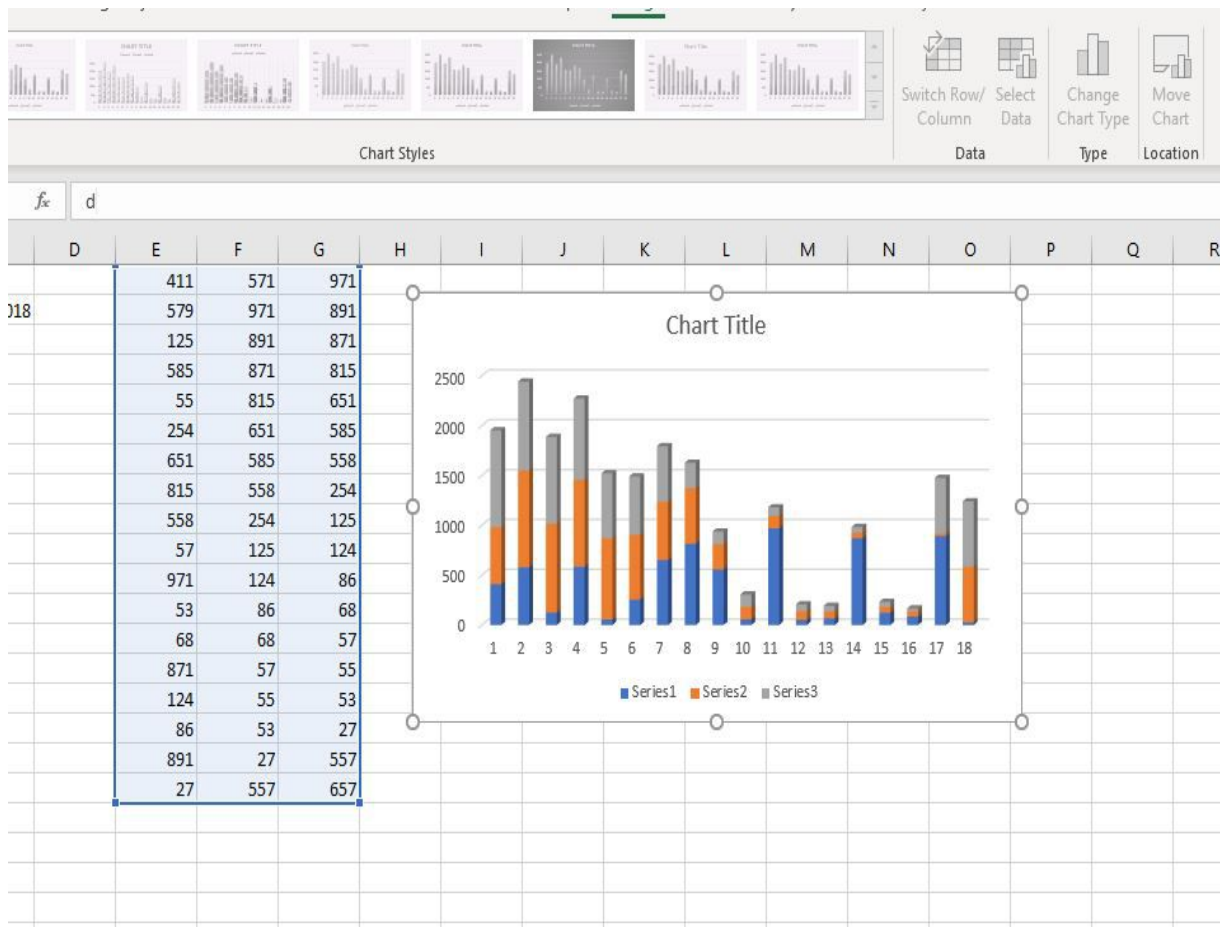 Switch Row/ Select Change Move
Column Data Chart Type Chart
Chart Styles Data Type Location
fx d
D E F G H I J K L M N O P Q R
411 571 971
018 579 971 891
125 891 871
585 871 815
55 815 651
254 651 585
651 585 558
815 558 254
558 254 125
57 125 124
971 124 86
53 86 68
68 68 57
871 57 55
124 55 53
86 53 27
891 27 557
27 557 657
Chart Title
2500
2000
1500
1000
500
0
1 2 3 4 5 6 7 8 9 10 11 12 13 14 15 16 17 18
Series1 Series2 Series3